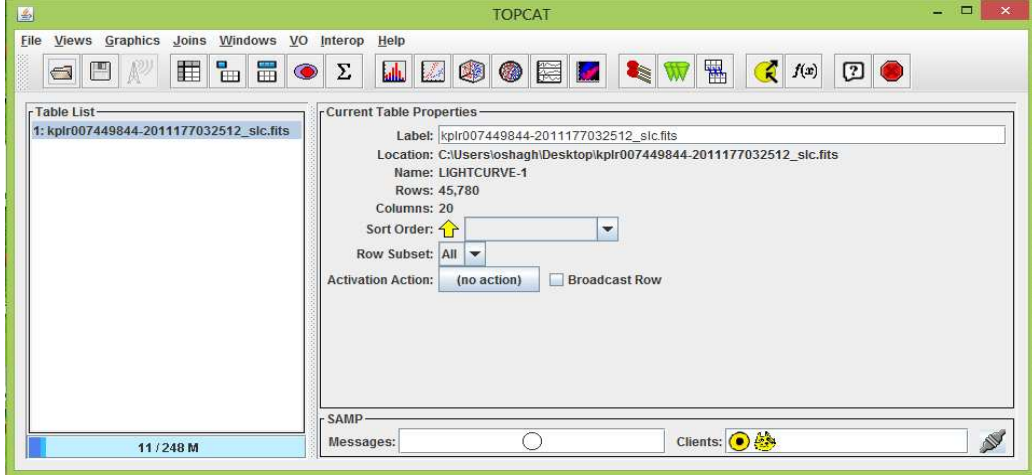 TOPCAT
File Views Graphics Joins Windows VO Interop Help
Σ f(x) ?
Table List
1: kplr007449844-2011177032512_slc.fits
11 / 248 M
Current Table Properties
Label: kplr007449844-2011177032512_slc.fits
Location: C:\Users\oshagh\Desktop\kplr007449844-2011177032512_slc.fits
Name: LIGHTCURVE-1
Rows: 45,780
Columns: 20
Sort Order:
Row Subset: All
Activation Action: (no action) Broadcast Row
SAMP
Messages: Clients: